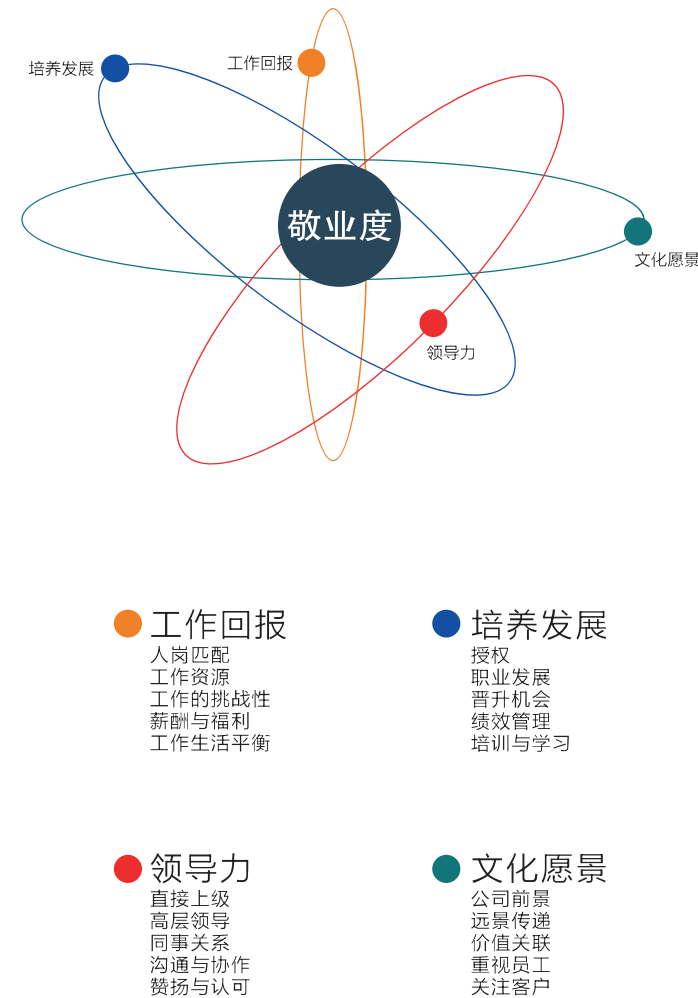 工作回报
培养发展
敬业度
文化愿景
领导力
工作回报
人岗匹配
工作资源
工作的挑战性
薪酬与福利
工作生活平衡
培养发展
授权
职业发展
晋升机会
绩效管理
培训与学习
领导力
直接上级
高层领导
同事关系
沟通与协作
赞扬与认可
文化愿景
公司前景
远景传递
价值关联
重视员工
关注客户